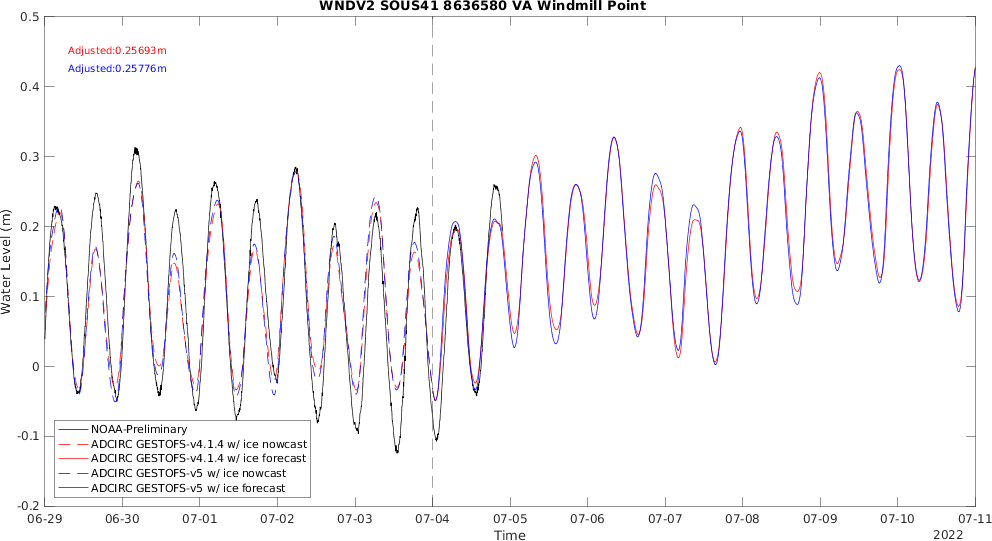 WNDV2 SOUS41 8636580 VA Windmill Point
0.5
Adjusted:0.25693m
Adjusted:0.25776m
0.4
0.3
0.2
Water Level (m)
0.1
0
-0.1
-0.2
NOAA-Preliminary
ADCIRC GESTOFS-v4.1.4 w/ ice nowcast
ADCIRC GESTOFS-v4.1.4 w/ ice forecast
ADCIRC GESTOFS-v5 w/ ice nowcast
ADCIRC GESTOFS-v5 w/ ice forecast
06-29 06-30 07-01 07-02 07-03 07-04 07-05 07-06 07-07 07-08 07-09 07-10 07-11
Time
2022